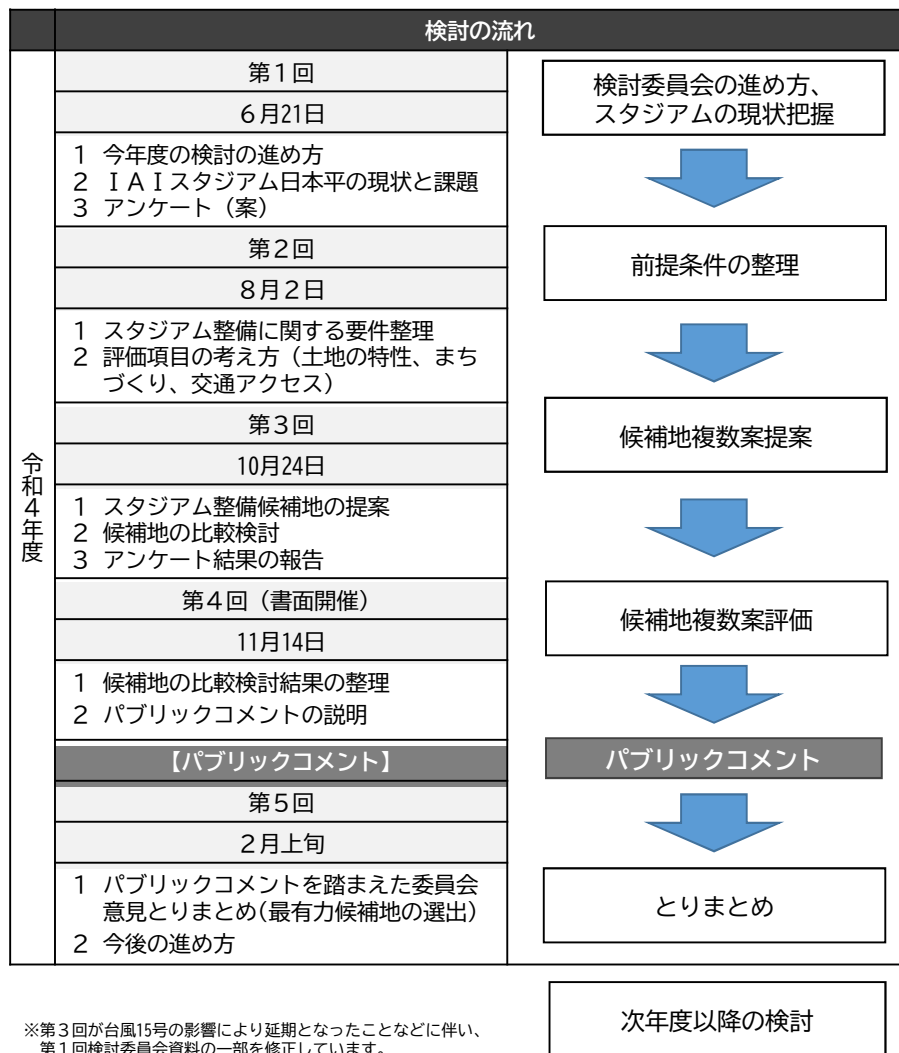 検討の流れ
令和4年度
第1回
6月21日
1 今年度の検討の進め方
2 ＩＡＩスタジアム日本平の現状と課題
3 アンケート（案）
検討委員会の進め方、
スタジアムの現状把握
第2回
8月2日
1 スタジアム整備に関する要件整理
2 評価項目の考え方（土地の特性、まち
づくり、交通アクセス）
前提条件の整理
第3回
10月24日
1 スタジアム整備候補地の提案
2 候補地の比較検討
3 アンケート結果の報告
候補地複数案提案
第4回（書面開催）
11月14日
1 候補地の比較検討結果の整理
2 パブリックコメントの説明
候補地複数案評価
【パブリックコメント】
パブリックコメント
第5回
2月上旬
1 パブリックコメントを踏まえた委員会
意見とりまとめ(最有力候補地の選出)
2 今後の進め方
とりまとめ
次年度以降の検討
※第3回が台風15号の影響により延期となったことなどに伴い、
第1回検討委員会資料の一部を修正しています。